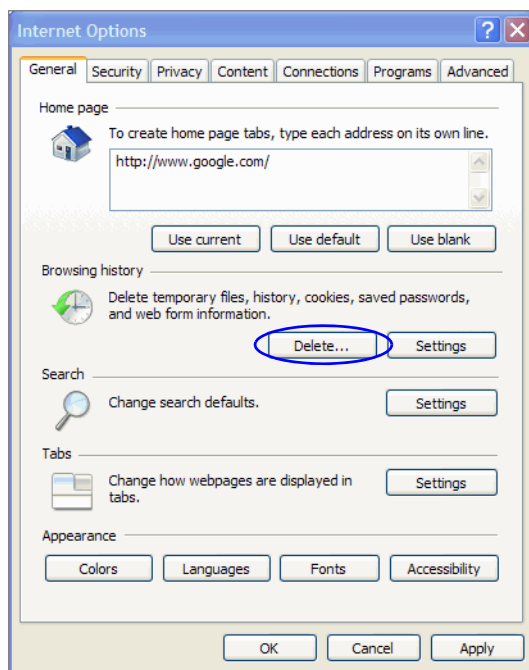 Internet Options
General Security Privacy Content Connections Programs Advanced
Home page
To create home page tabs, type each address on its own line.
http://www.google.com/
Use current Use default Use blank
Browsing history
Delete temporary files, history, cookies, saved passwords,
and web form information.
Delete... Settings
Search
Change search defaults. Settings
Tabs
Change how webpages are displayed in
tabs.
Settings
Appearance
Colors Languages Fonts Accessibility
OK Cancel Apply